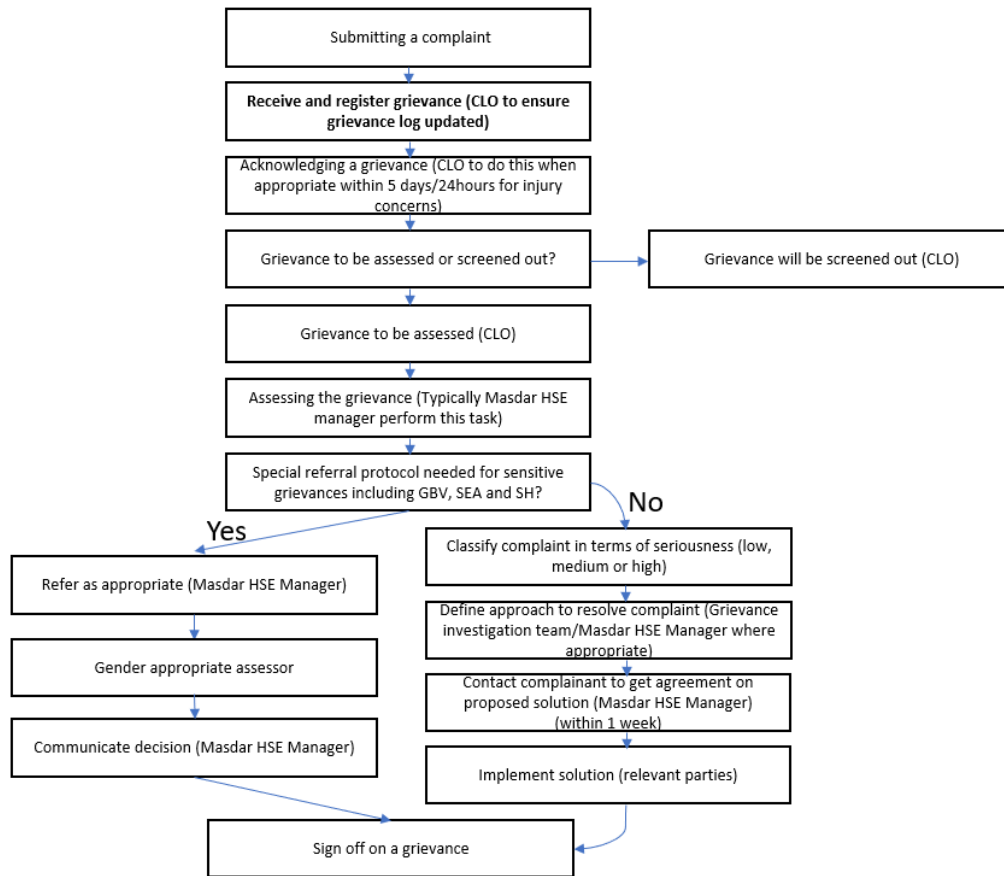 Submitting a complaint
Receive and register grievance (CLO to ensure
grievance log updated)
Acknowledging a grievance (CLO to do this when
appropriate within 5 days/24hours for injury
concerns)
Grievance to be assessed or screened out?
Grievance will be screened out (CLO)
Grievance to be assessed (CLO)
Assessing the grievance (Typically Masdar HSE
manager perform this task)
Special referral protocol needed for sensitive
grievances including GBV, SEA and SH?
Yes
No
Refer as appropriate (Masdar HSE Manager)
Gender appropriate assessor
Communicate decision (Masdar HSE Manager)
Classify complaint in terms of seriousness (low,
medium or high)
Define approach to resolve complaint (Grievance
investigation team/Masdar HSE Manager where
appropriate)
Contact complainant to get agreement on
proposed solution (Masdar HSE Manager)
(within 1 week)
Implement solution (relevant parties)
Sign off on a grievance